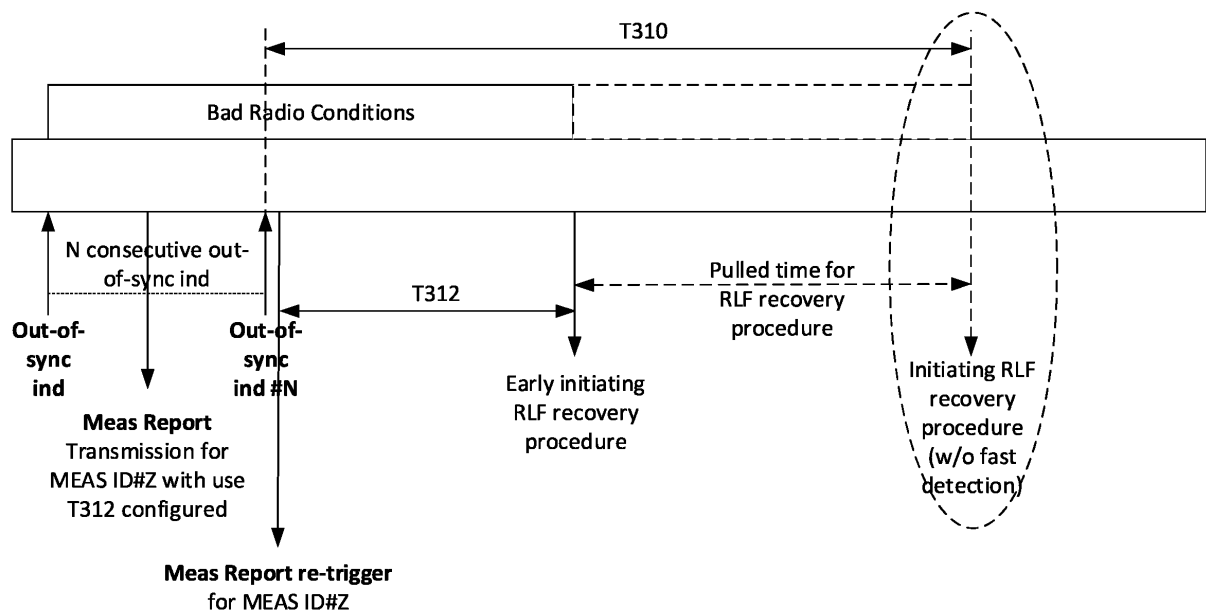 T310
Bad Radio Conditions
N consecutive out-
of-sync ind
T312
Pulled time for
RLF recovery
procedure
Out-of-
sync
ind
Out-of-
sync
ind #N
Early initiating
RLF recovery
procedure
Initiating RLF
recovery
procedure
(w/o fast
detection)
Meas Report
Transmission for
MEAS ID#Z with use
T312 configured
Meas Report re-trigger
for MEAS ID#Z